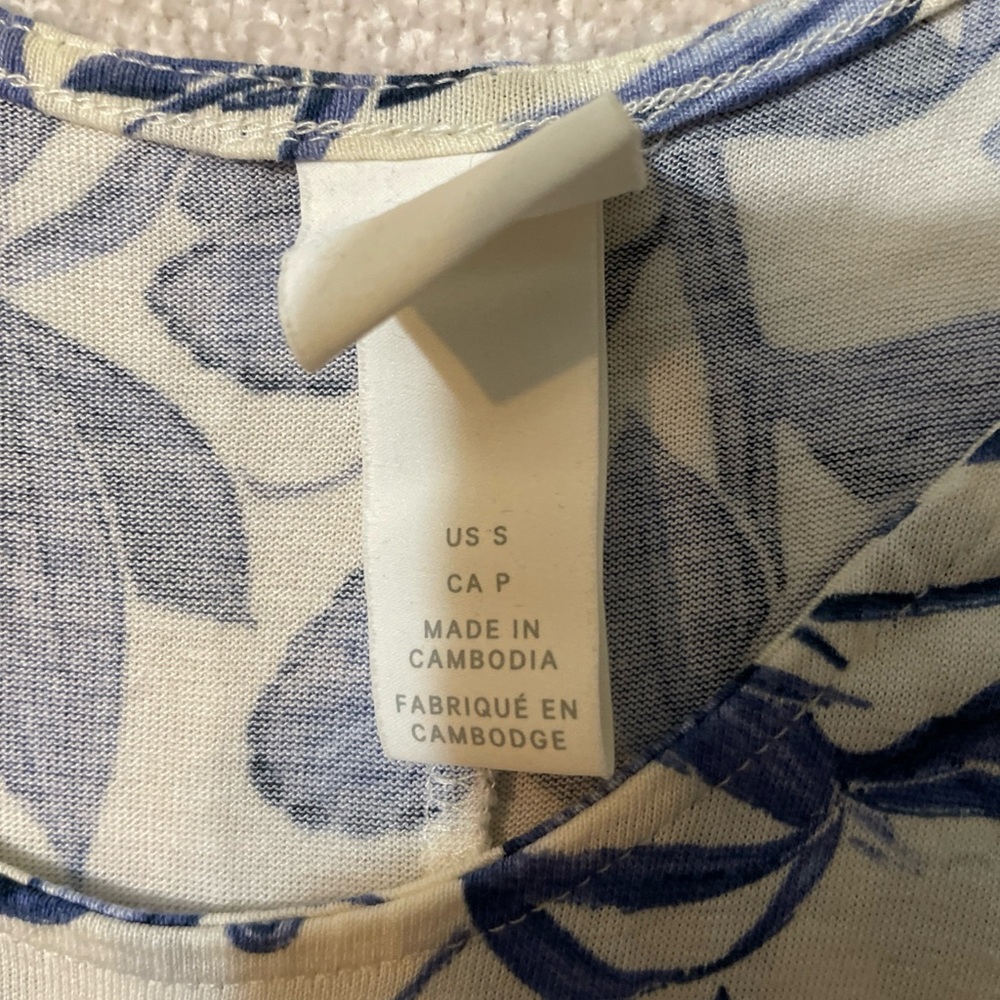 US S
CA P
MADE IN
CAMBODIA
FABRIQUÉ EN
CAMBODGE